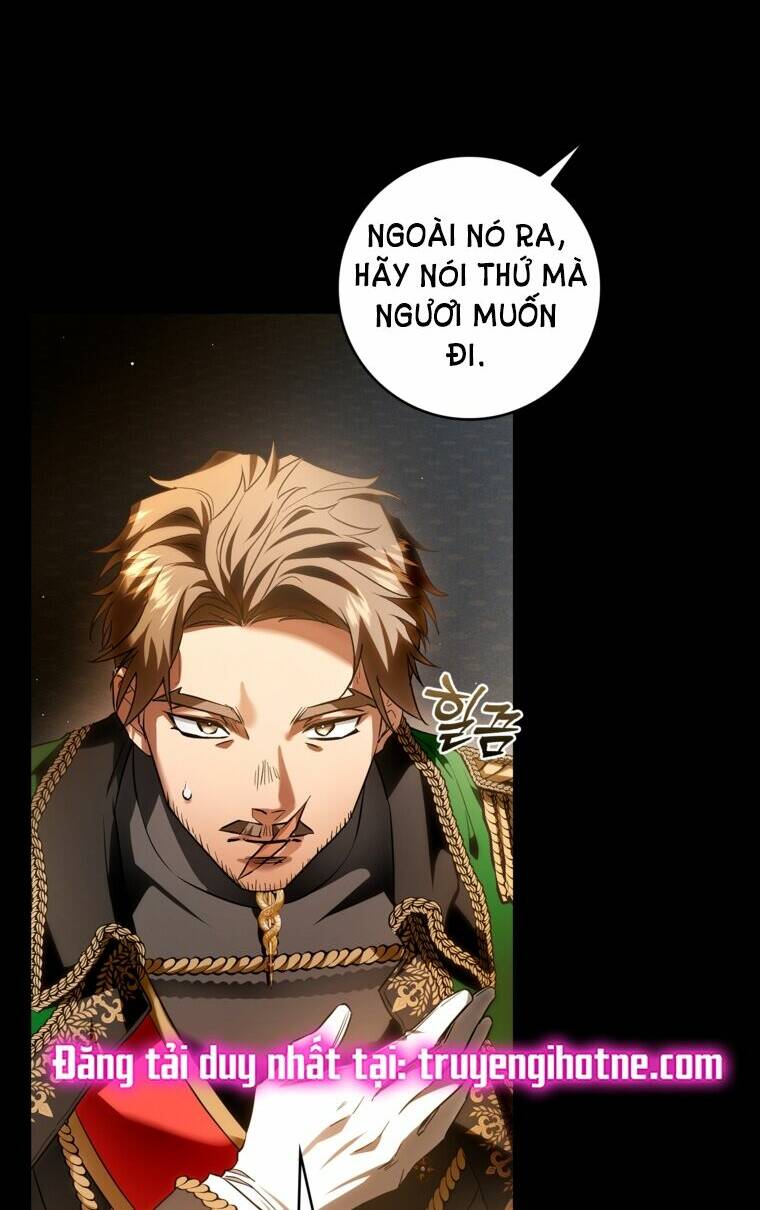 NGOÀI NÓ RA,
HÃY NÓI THỨ MÀ
NGƯƠI MUỐN
ĐI.
힐끔
Đăng tải duy nhất tại: truyengihotne.com